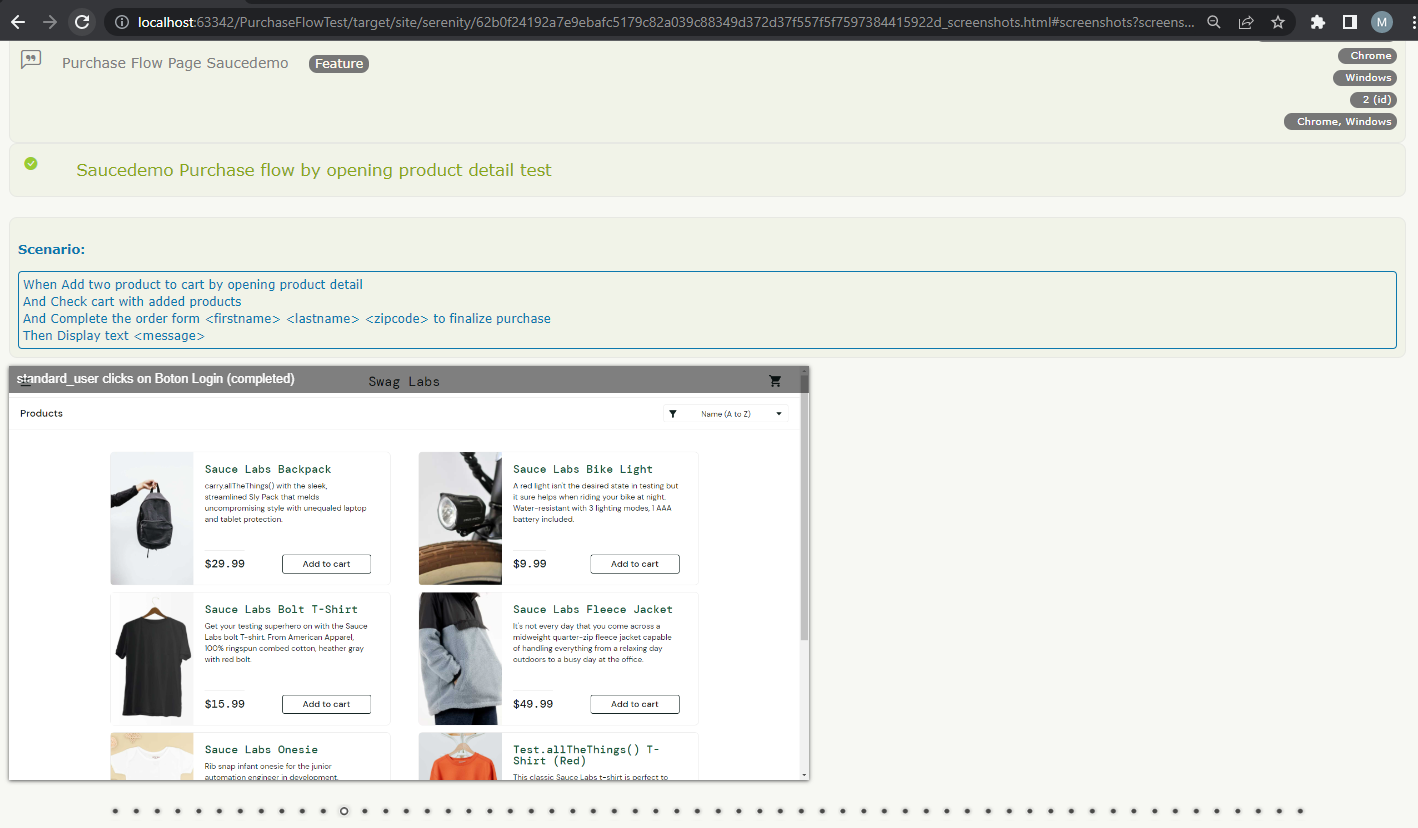 localhost:63342/PurchaseFlowTest/target/site/serenity/62b0f24192a7e9ebafc5179c82a039c88349d372d37f557f5f7597384415922d_screenshots.html#screenshots?screens...
M
Purchase Flow Page Saucedemo
Feature
Chrome
Windows
2 (id)
Chrome, Windows
Saucedemo Purchase flow by opening product detail test
Scenario:
When Add two product to cart by opening product detail
And Check cart with added products
And Complete the order form <firstname> <lastname> <zipcode> to finalize purchase
Then Display text <message>
standard_user clicks on Boton Login (completed)
Swag Labs
Products
Name (A to Z)
Sauce Labs Backpack
carry.allTheThings() with the sleek,
streamlined Sly Pack that melds
uncompromising style with unequaled laptop
and tablet protection.
$29.99
Add to cart
Sauce Labs Bike Light
A red light isn't the desired state in testing but
it sure helps when riding your bike at night.
Water-resistant with 3 lighting modes, 1 AAA
battery included.
$9.99
Add to cart
Sauce Labs Bolt T-Shirt
Get your testing superhero on with the Sauce
Labs bolt T-shirt. From American Apparel,
100% ringspun combed cotton, heather gray
with red bolt.
$15.99
Add to cart
Sauce Labs Fleece Jacket
It's not every day that you come across a
midweight quarter-zip fleece jacket capable
of handling everything from a relaxing day
outdoors to a busy day at the office.
$49.99
Add to cart
Sauce Labs Onesie
Rib snap infant onesie for the junior
automation engineer in development.
Test.allTheThings() T-
Shirt (Red)
This classic Sauce Labs t-shirt is perfect to